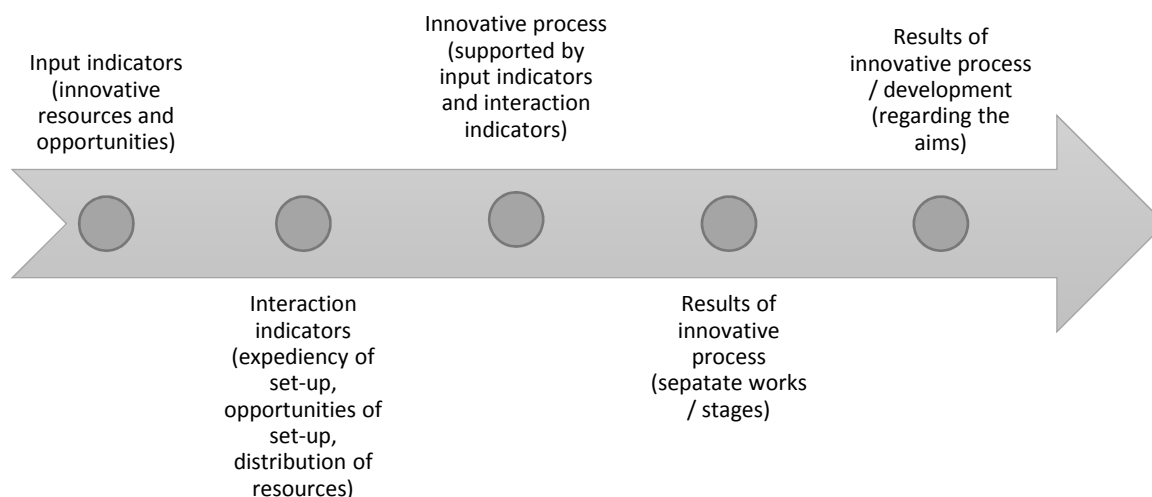 Input indicators
(innovative
resources and
opportunities)
Interaction
indicators
(expediency of
set-up,
opportunities of
set-up,
distribution of
resources)
Innovative process
(supported by
input indicators
and interaction
indicators)
Results of
innovative
process
(sepatate works
/ stages)
Results of
innovative process
/ development
(regarding the
aims)